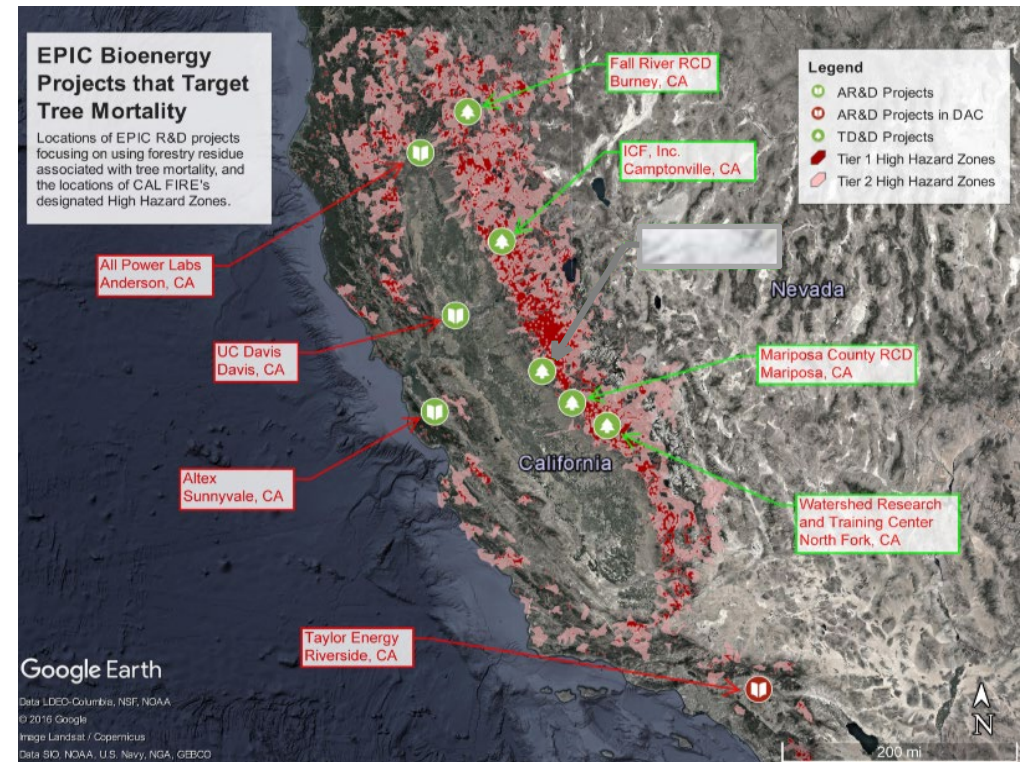 EPIC Bioenergy
Projects that Target
Tree Mortality
Locations of EPIC R&D projects
focusing on using forestry residue
associated with tree mortality, and
the locations of CAL FIRE's
designated High Hazard Zones.
Fall River RCD
Burney, CA
Legend
AR&D Projects
AR&D Projects in DAC
TD&D Projects
Tier 1 High Hazard Zones
Tier 2 High Hazard Zones
ICF, Inc.
Camptonville, CA
All Power Labs
Anderson, CA
Nevada
UC Davis
Davis, CA
Mariposa County RCD
Mariposa, CA
California
Altex
Sunnyvale, CA
Watershed Research
and Training Center
North Fork, CA
Taylor Energy
Riverside, CA
Google Earth
Data LDEO-Columbia, NSF, NOAA
© 2016 Google
Image Landsat / Copernicus
Data SIO, NOAA, U.S. Navy, NGA, GEBCO
N
200 mi